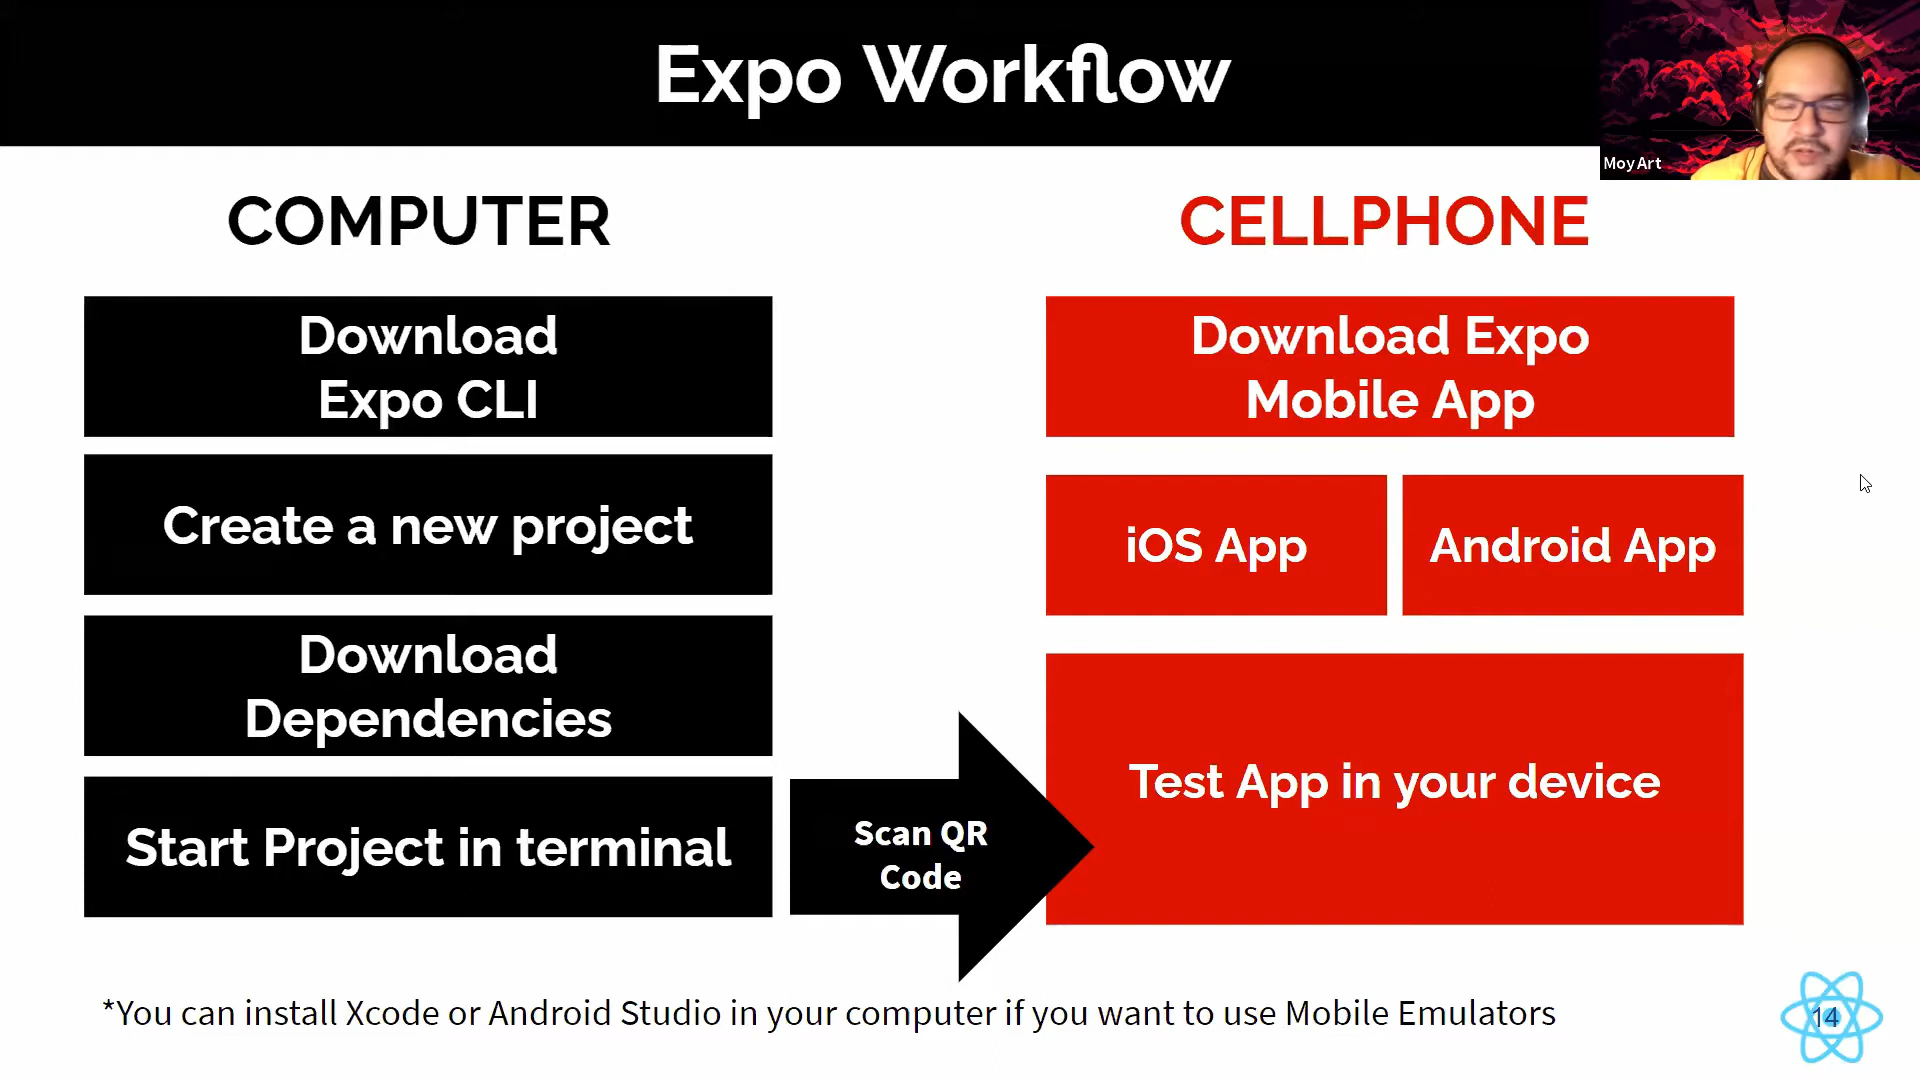 Expo Workflow
Moy Art
COMPUTER
Download
Expo CLI
Create a new project
Download
Dependencies
Start Project in terminal
Scan QR
Code
CELLPHONE
Download Expo
Mobile App
iOS App
Android App
Test App in your device
*You can install Xcode or Android Studio in your computer if you want to use Mobile Emulators
14